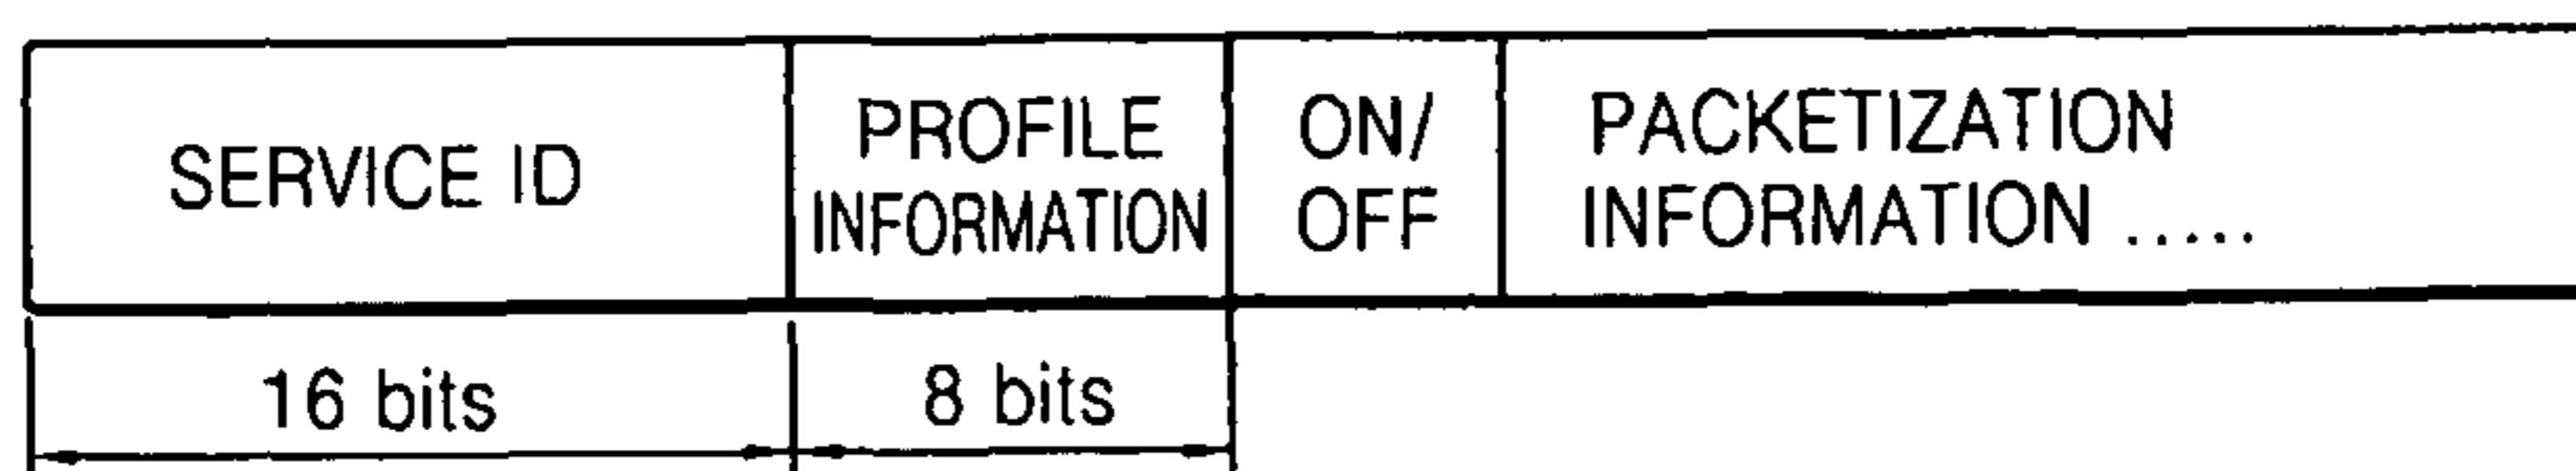 SERVICE ID
PROFILE
INFORMATION
ON/
OFF
PACKETIZATION
INFORMATION .....
16 bits
8 bits